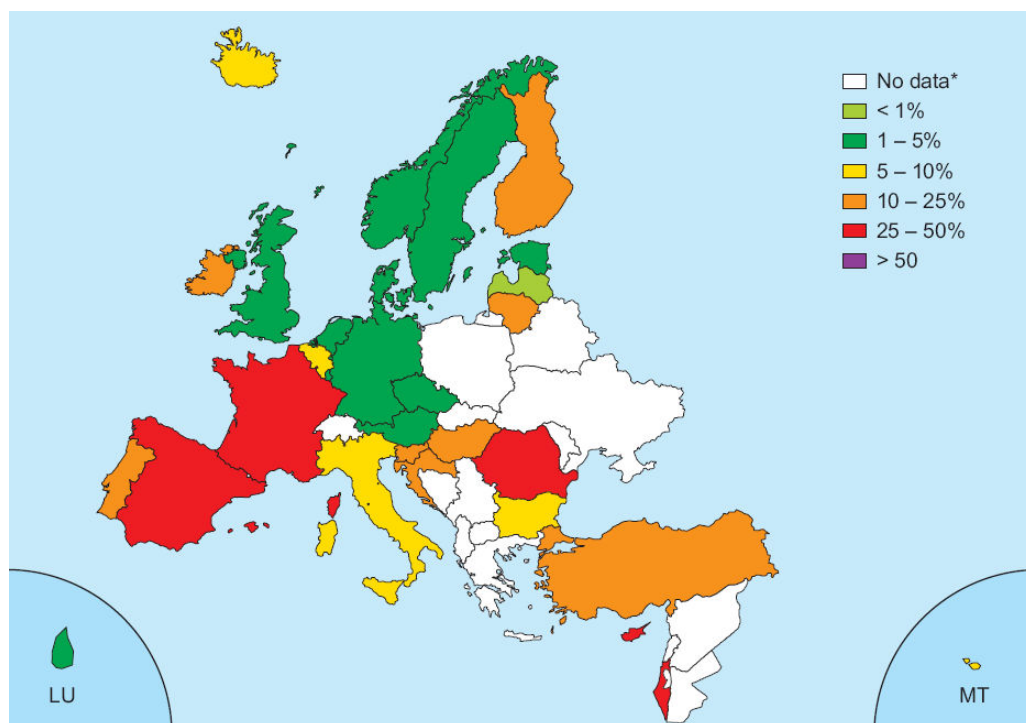 No data*
< 1%
1 – 5%
5 – 10%
10 – 25%
25 – 50%
> 50
LU
MT